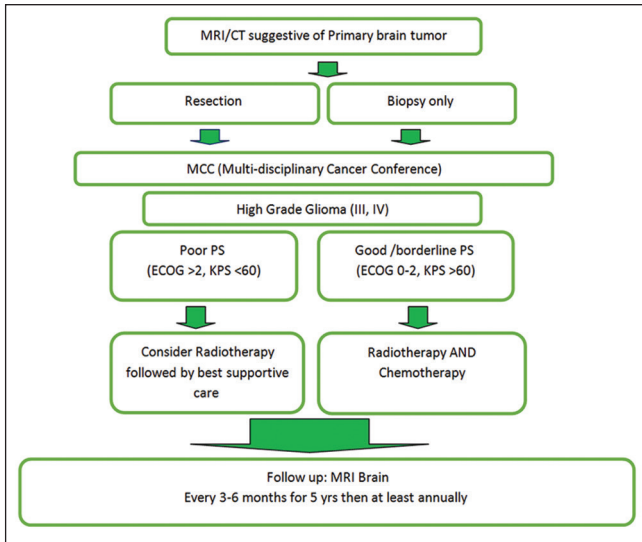 MRI/CT suggestive of Primary brain tumor
Resection
Biopsy only
MCC (Multi-disciplinary Cancer Conference)
High Grade Glioma (III, IV)
Poor PS
(ECOG >2, KPS <60)
Good /borderline PS
(ECOG 0-2, KPS >60)
Consider Radiotherapy
followed by best supportive
care
Radiotherapy AND
Chemotherapy
Follow up: MRI Brain
Every 3-6 months for 5 yrs then at least annually